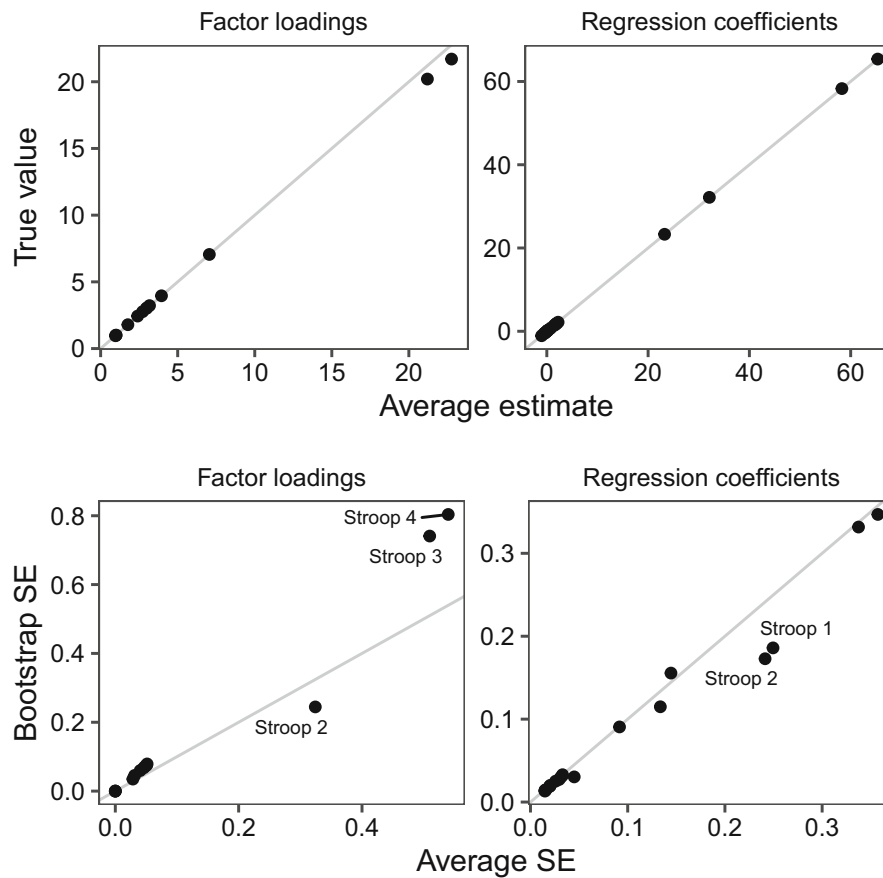 Factor loadings
Regression coefficients
True value
20
15
10
5
0
60
40
20
0
0
5
10
15
20
0
20
40
60
Average estimate
Factor loadings
Regression coefficients
Bootstrap SE
0.8
0.6
0.4
0.2
0.0
Stroop 4
Stroop 3
Stroop 2
0.3
0.2
0.1
0.0
Stroop 1
Stroop 2
0.0
0.2
0.4
0.0
0.1
0.2
0.3
Average SE